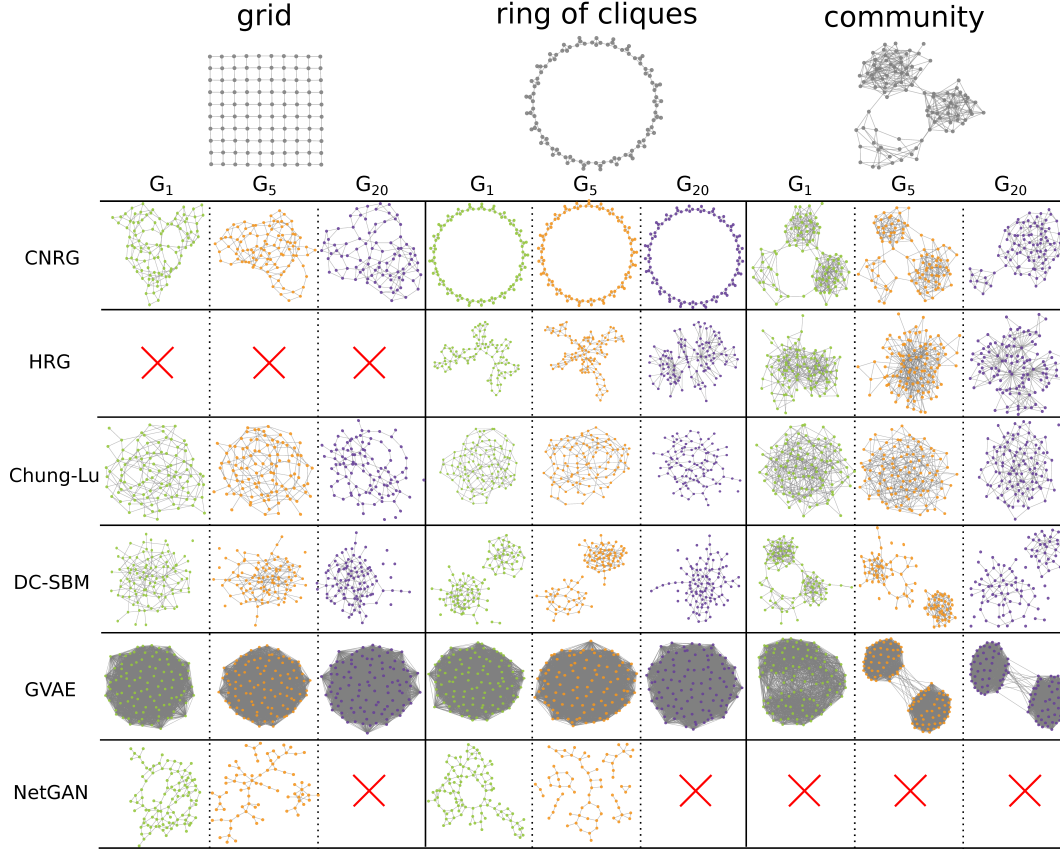 grid ring of cliques community
G1 G5 G20 G1 G5 G20 G1 G5 G20
CNRG
HRG
Chung-Lu
DC-SBM
GVAE
NetGAN